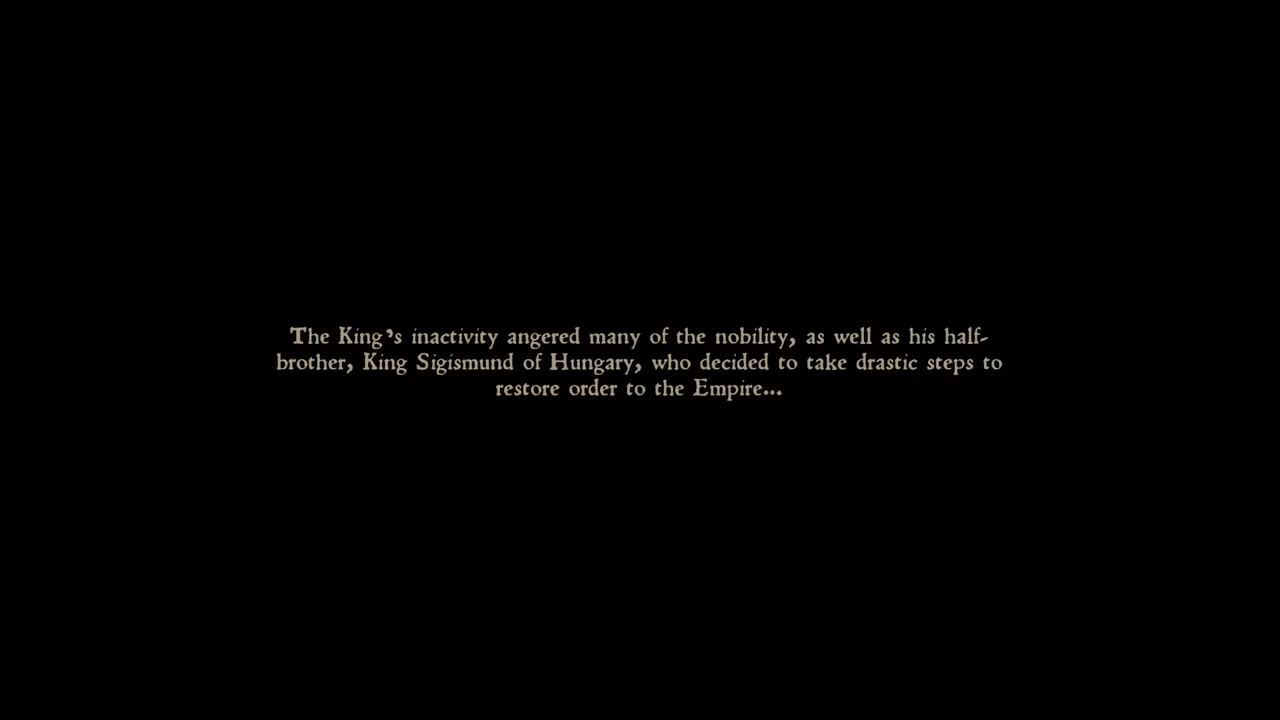 The King's inactivity angered many of the nobility, as well as his half-
brother, King Sigismund of Hungary, who decided to take drastic steps to
restore order to the Empire...